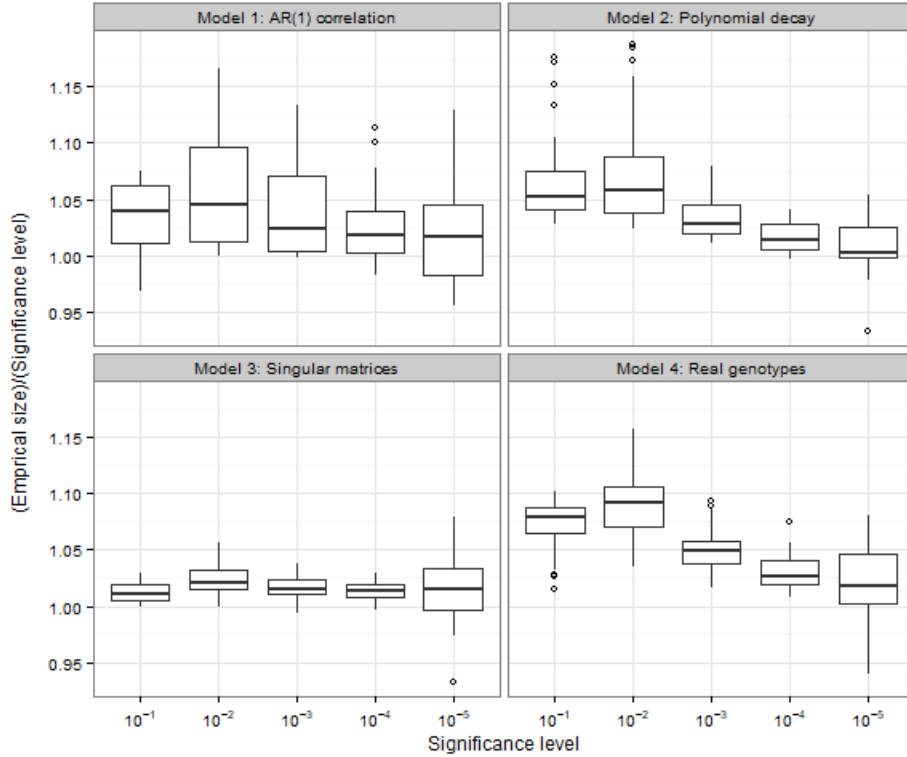 Model 1: AR(1) correlation
Model 2: Polynomial decay
1.15
1.10
1.05
1.00
0.95
Model 3: Singular matrices
Model 4: Real genotypes
1.15
1.10
1.05
1.00
0.95
(Emprical size)/(Significance level)
10⁻¹ 10⁻² 10⁻³ 10⁻⁴ 10⁻⁵
10⁻¹ 10⁻² 10⁻³ 10⁻⁴ 10⁻⁵
Significance level